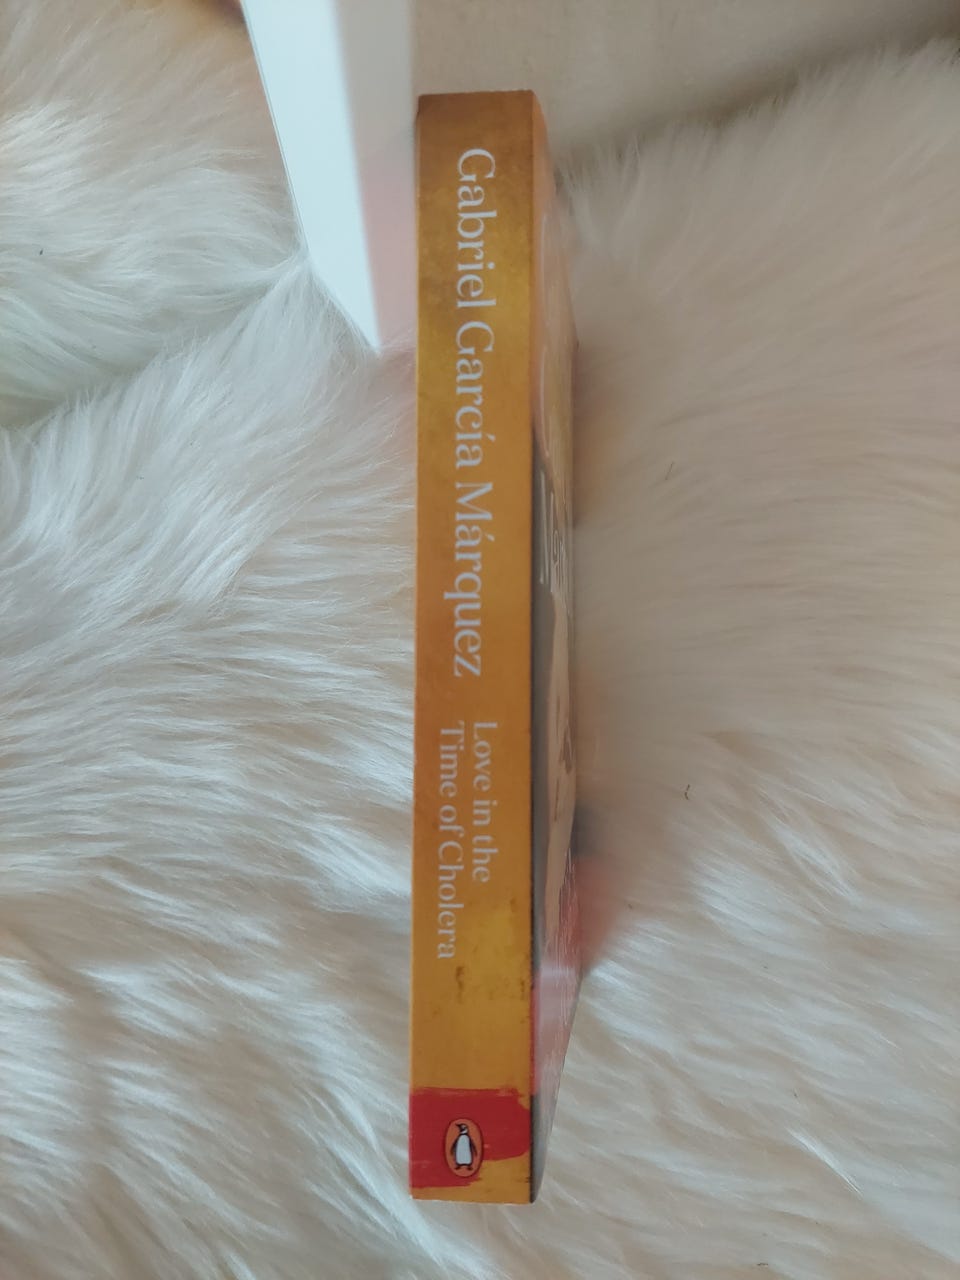 Gabriel García Márquez
Love in the
Time of Cholera